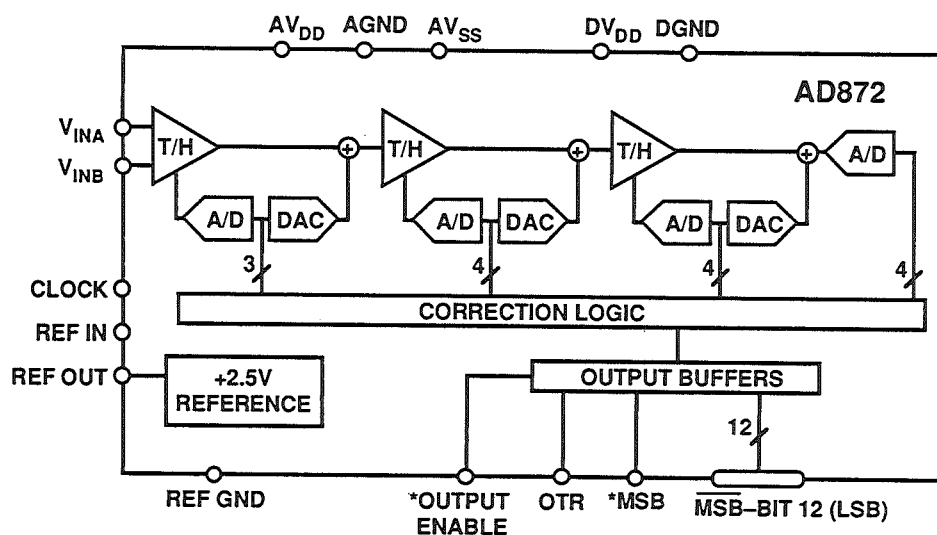 AVDD AGND AVSS DVDD DGND
AD872
VINA
VINB
T/H + T/H + T/H + A/D
A/D DAC A/D DAC A/D DAC
3 4 4 4
CLOCK
CORRECTION LOGIC
REF IN
REF OUT
+2.5V
REFERENCE
OUTPUT BUFFERS
12
REF GND
*OUTPUT
ENABLE
OTR
*MSB
MSB–BIT 12 (LSB)